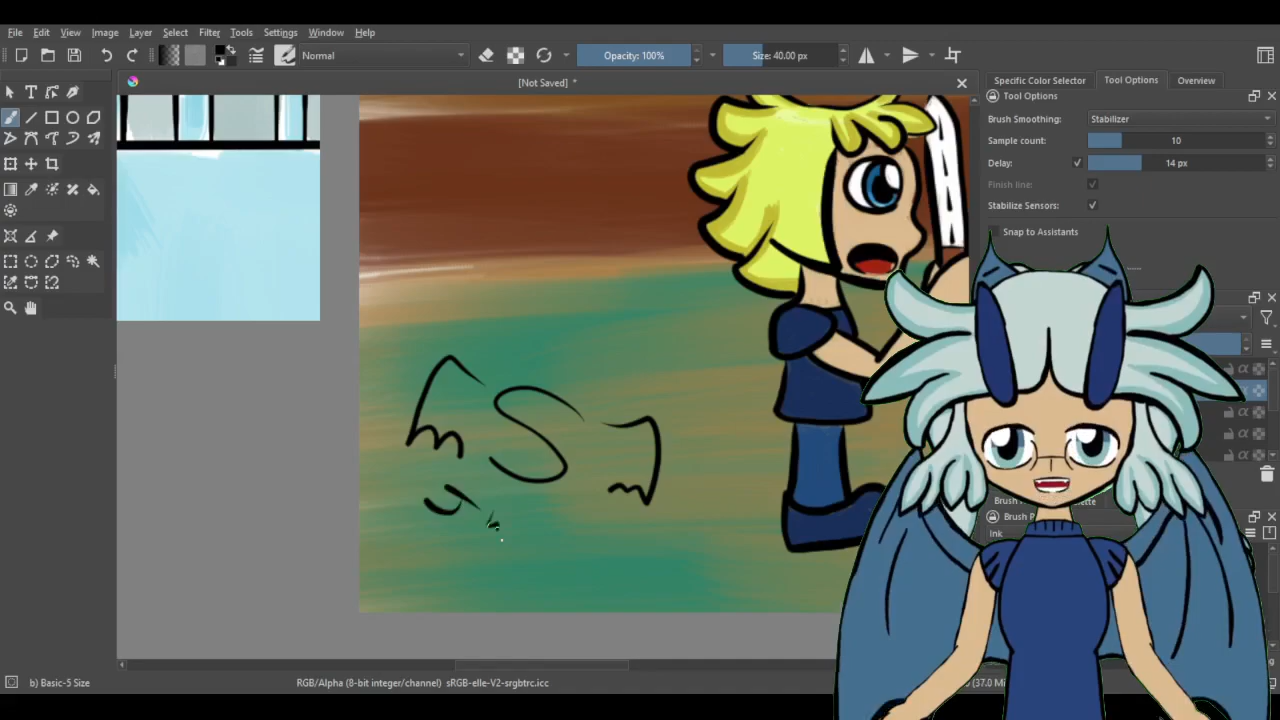 File Edit View Image Layer Select Filter Tools Settings Window Help
Normal Opacity: 100% Size: 40.00 px
[Not Saved] *
Specific Color Selector Tool Options Overview
Tool Options
Brush Smoothing: Stabilizer
Sample count: 10
Delay: 14 px
Finish line:
Stabilize Sensors:
Snap to Assistants
S
Ink
b) Basic-5 Size RGB/Alpha (8-bit integer/channel) sRGB-elle-V2-srgbtrc.icc